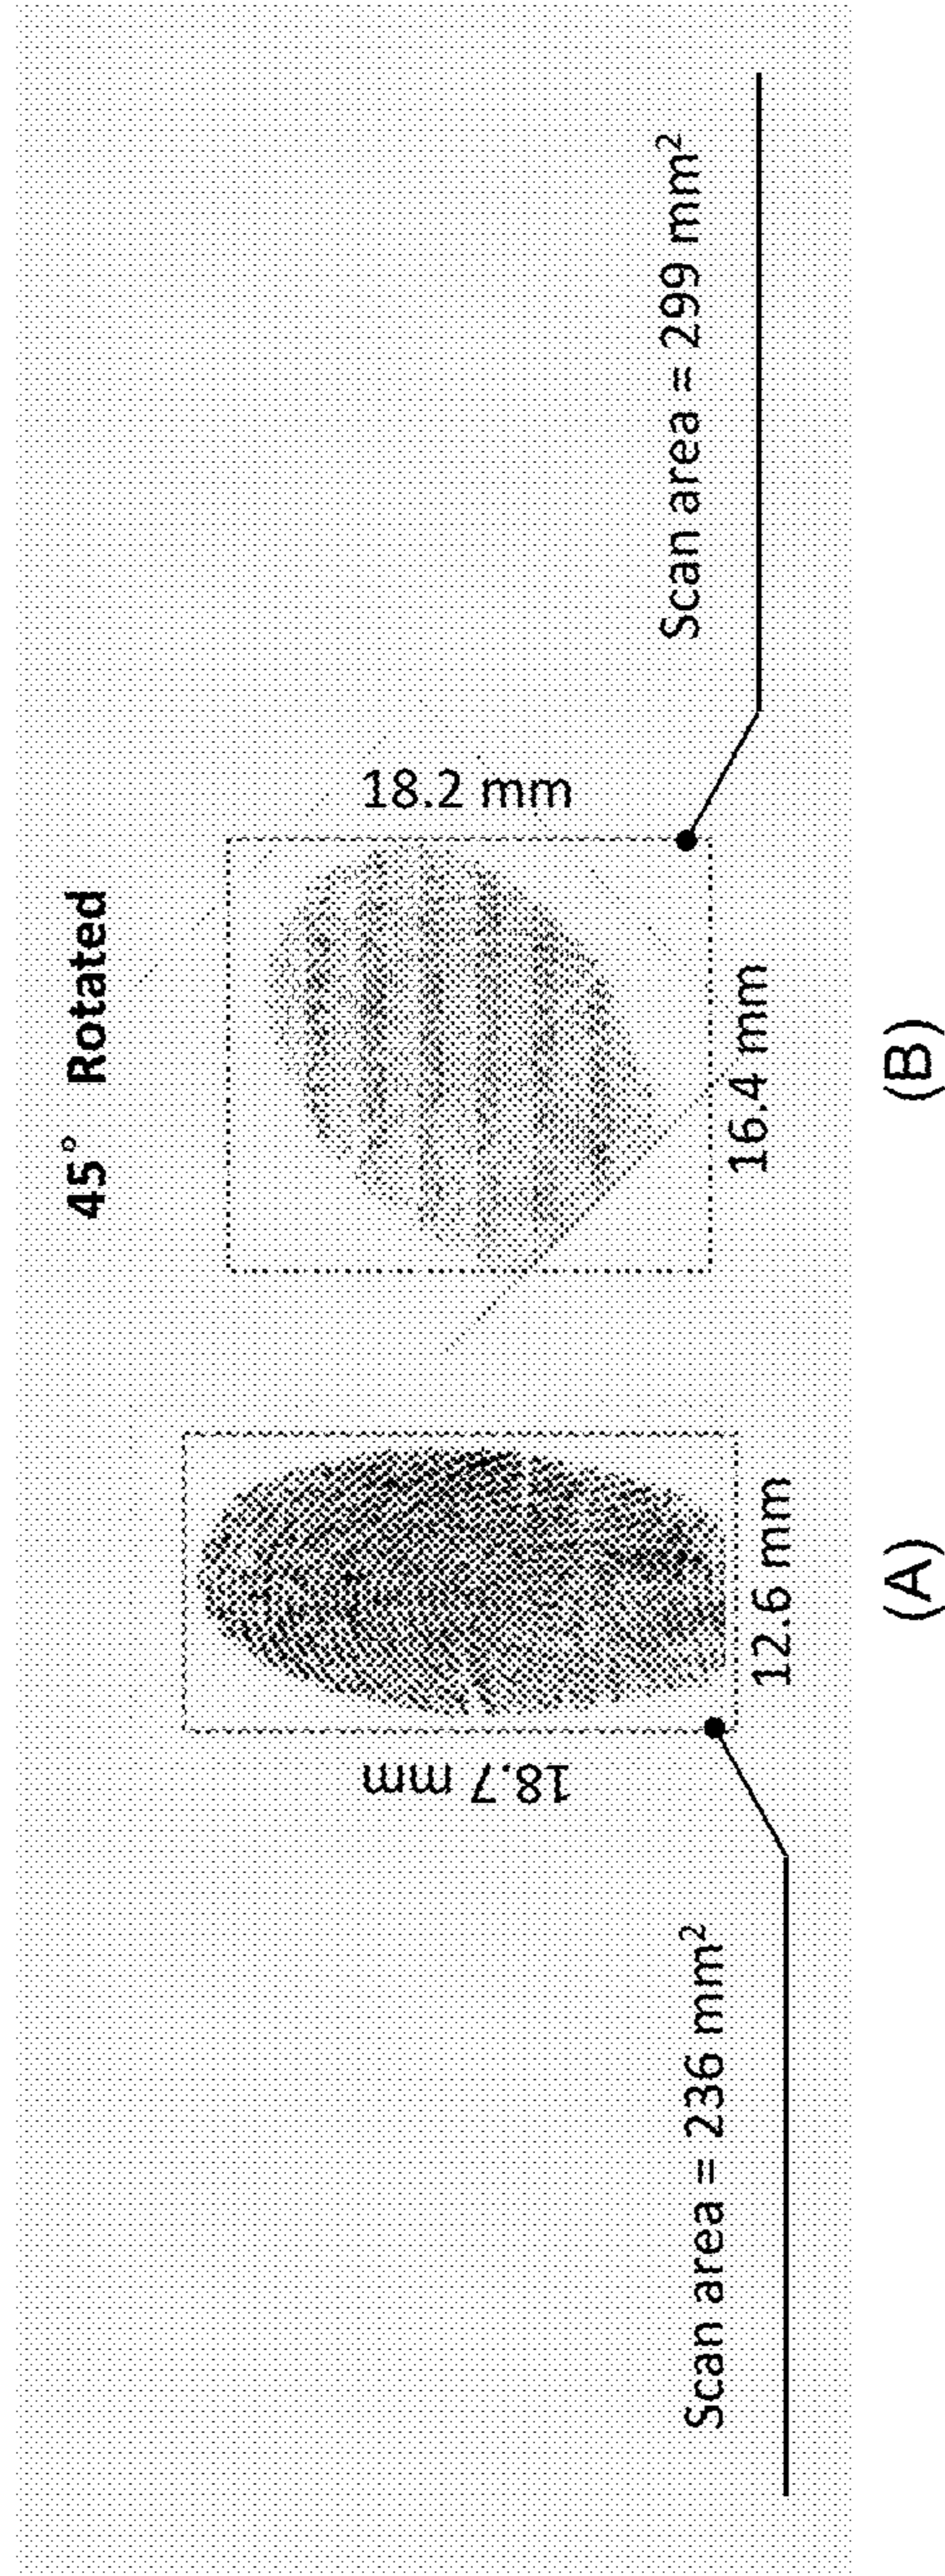 45° Rotated
18.7 mm
12.6 mm
Scan area = 236 mm²
18.2 mm
16.4 mm
Scan area = 299 mm²
(A)
(B)